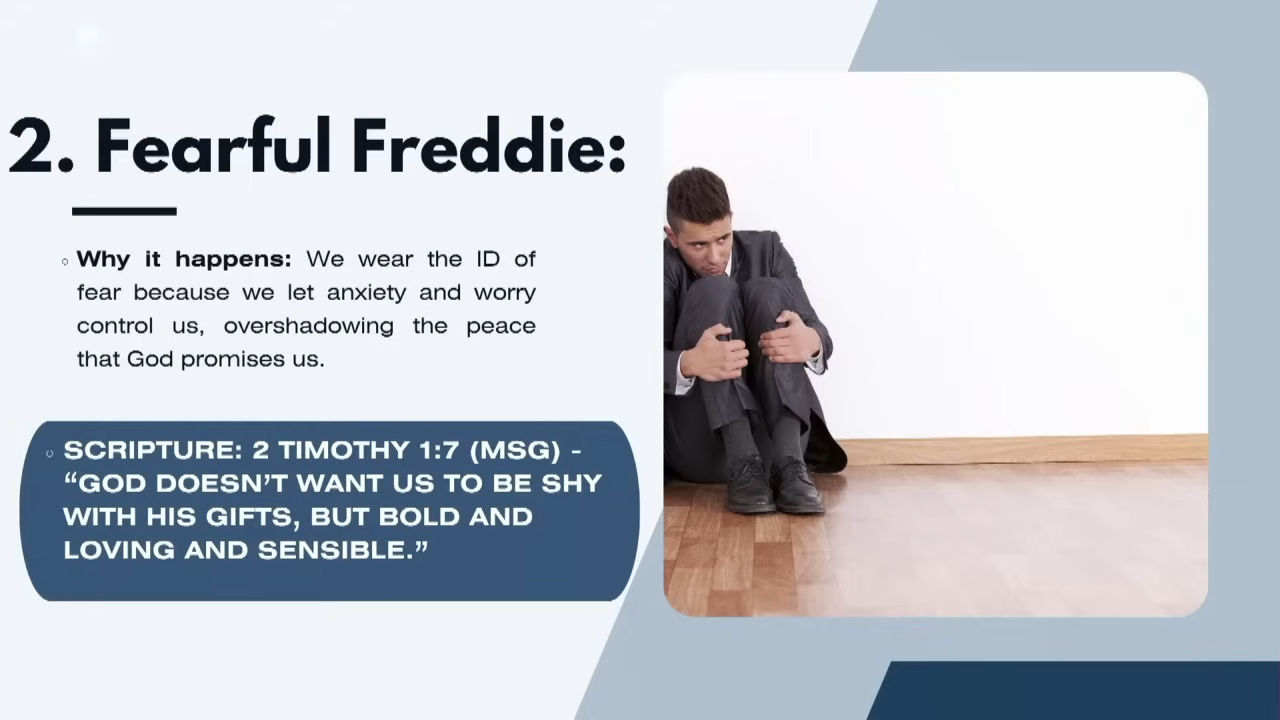 2. Fearful Freddie:
Why it happens: We wear the ID of
fear because we let anxiety and worry
control us, overshadowing the peace
that God promises us.
SCRIPTURE: 2 TIMOTHY 1:7 (MSG) -
“GOD DOESN’T WANT US TO BE SHY
WITH HIS GIFTS, BUT BOLD AND
LOVING AND SENSIBLE.”